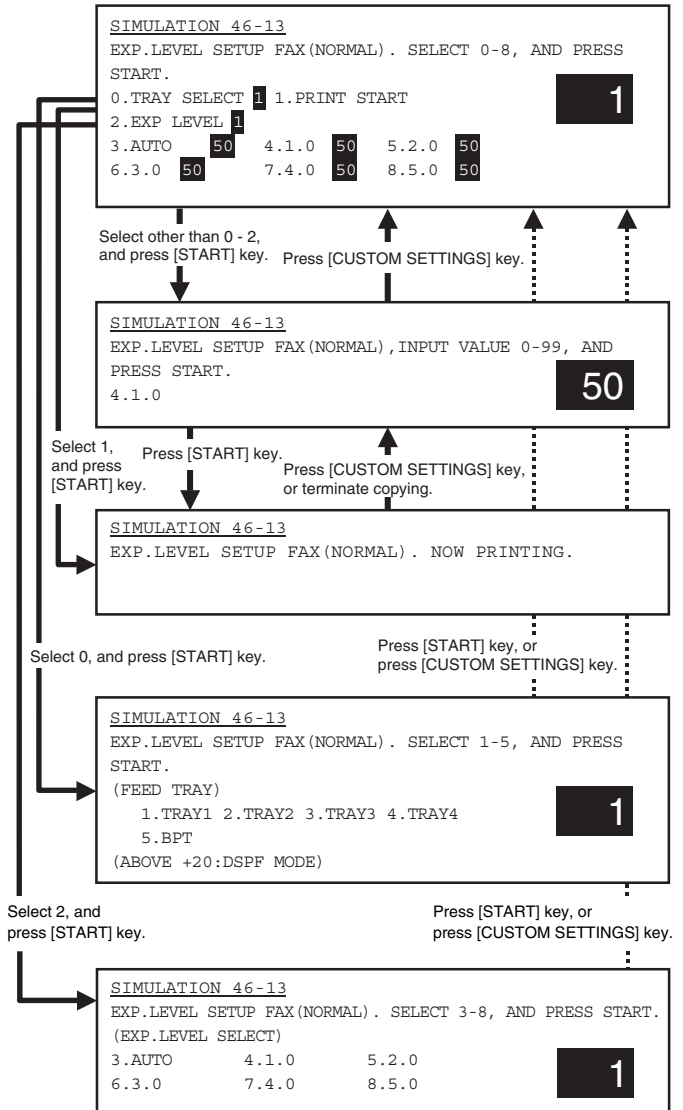 SIMULATION 46-13
EXP.LEVEL SETUP FAX(NORMAL). SELECT 0-8, AND PRESS
START.
0.TRAY SELECT 1 1.PRINT START
1
2.EXP LEVEL 1
3.AUTO 50 4.1.0 50 5.2.0 50
6.3.0 50 7.4.0 50 8.5.0 50
Select other than 0 - 2,
and press [START] key.
Press [CUSTOM SETTINGS] key.
SIMULATION 46-13
EXP.LEVEL SETUP FAX(NORMAL),INPUT VALUE 0-99, AND
PRESS START.
4.1.0
50
Select 1,
and press
[START] key.
Press [START] key.
Press [CUSTOM SETTINGS] key,
or terminate copying.
SIMULATION 46-13
EXP.LEVEL SETUP FAX(NORMAL). NOW PRINTING.
Select 0, and press [START] key.
Press [START] key, or
press [CUSTOM SETTINGS] key.
SIMULATION 46-13
EXP.LEVEL SETUP FAX(NORMAL). SELECT 1-5, AND PRESS
START.
(FEED TRAY)
1.TRAY1 2.TRAY2 3.TRAY3 4.TRAY4
1
5.BPT
(ABOVE +20:DSPF MODE)
Select 2, and
press [START] key.
Press [START] key, or
press [CUSTOM SETTINGS] key.
SIMULATION 46-13
EXP.LEVEL SETUP FAX(NORMAL). SELECT 3-8, AND PRESS START.
(EXP.LEVEL SELECT)
3.AUTO 4.1.0 5.2.0
6.3.0 7.4.0 8.5.0
1